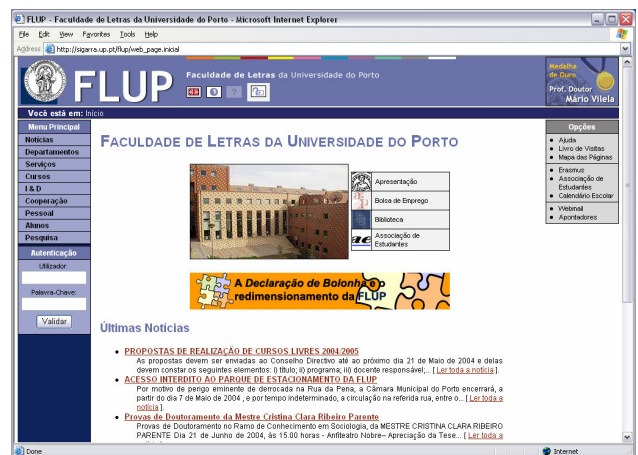 FLUP - Faculdade de Letras da Universidade do Porto - Microsoft Internet Explorer
File Edit View Favorites Tools Help
Address http://sigarra.up.pt/flup/web_page.inicial
FLUP
Faculdade de Letras da Universidade do Porto
Medalha
de Ouro
Prof. Doutor
Mário Vilela
Você está em: Início
Menu Principal
Notícias
Departamentos
Serviços
Cursos
I & D
Cooperação
Pessoal
Alunos
Pesquisa
Autenticação
Utilizador:
Palavra-Chave:
Validar
FACULDADE DE LETRAS DA UNIVERSIDADE DO PORTO
Apresentação
Bolsa de Emprego
Biblioteca
ae
Associação de
Estudantes
A Declaração de Bolonha e o
redimensionamento da FLUP
Últimas Notícias
PROPOSTAS DE REALIZAÇÃO DE CURSOS LIVRES 2004/2005
As propostas devem ser enviadas ao Conselho Directivo até ao próximo dia 21 de Maio de 2004 e delas
devem constar os seguintes elementos: i) título; ii) programa; iii) docente responsável;... [ Ler toda a notícia ].
ACESSO INTERDITO AO PARQUE DE ESTACIONAMENTO DA FLUP
Por motivo de perigo eminente de derrocada na Rua da Pena, a Câmara Municipal do Porto encerrará, a
partir do dia 7 de Maio de 2004 , e por tempo indeterminado, a circulação na referida rua, entre o... [ Ler toda a
notícia ].
Provas de Doutoramento da Mestre Cristina Clara Ribeiro Parente
Provas de Doutoramento no Ramo de Conhecimento em Sociologia, da MESTRE CRISTINA CLARA RIBEIRO
PARENTE Dia 21 de Junho de 2004, às 15.00 horas - Anfiteatro Nobre– Apreciação da Tese... [ Ler toda a
Opções
Ajuda
Livro de Visitas
Mapa das Páginas
Erasmus
Associação de
Estudantes
Calendário Escolar
Webmail
Apontadores
Done
Internet